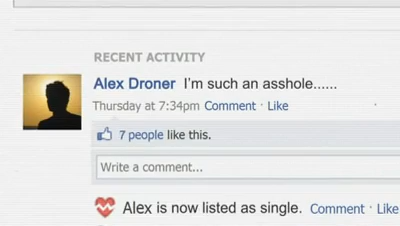 RECENT ACTIVITY
Alex Droner I'm such an asshole......
Thursday at 7:34pm Comment · Like
7 people like this.
Write a comment...
Alex is now listed as single. Comment · Like